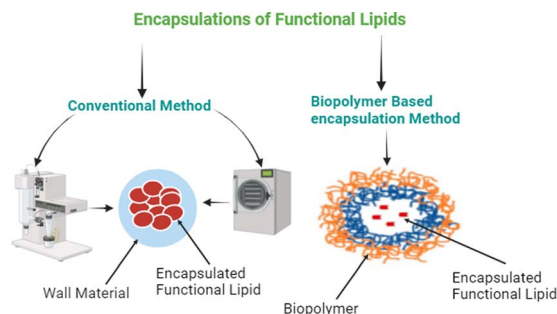 Encapsulations of Functional Lipids
Conventional Method
Biopolymer Based
encapsulation Method
Wall Material
Encapsulated
Functional Lipid
Biopolymer
Encapsulated
Functional Lipid